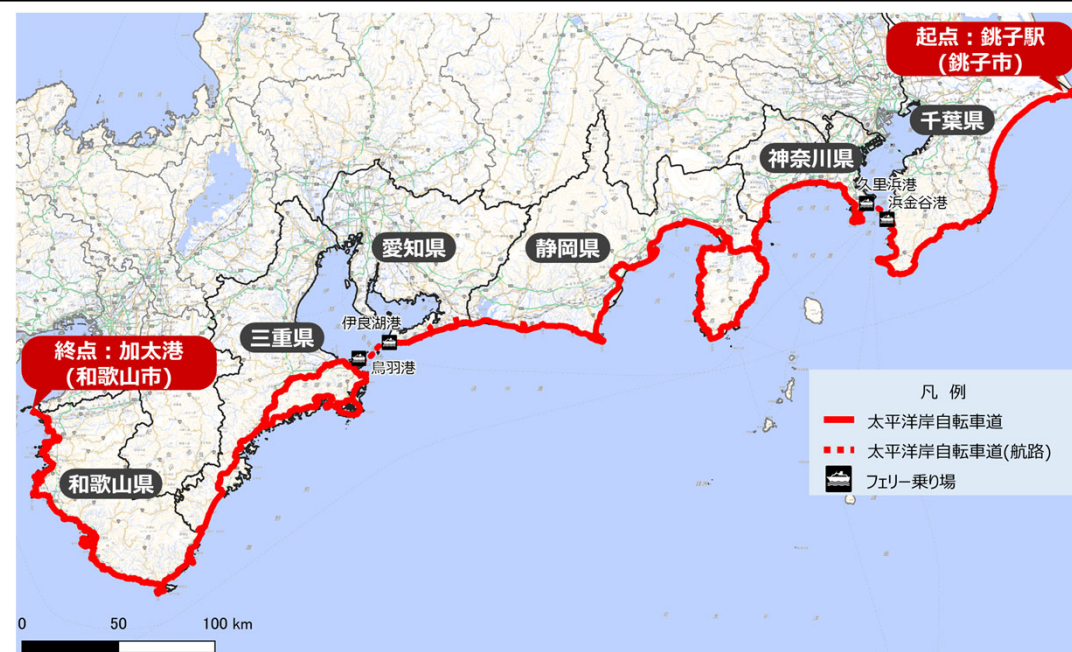 起点：銚子駅
(銚子市)
千葉県
神奈川県
久里浜港
浜金谷港
静岡県
愛知県
伊良湖港
鳥羽港
三重県
終点：加太港
(和歌山市)
和歌山県
凡 例
太平洋岸自転車道
太平洋岸自転車道(航路)
フェリー乗り場
0 50 100 km